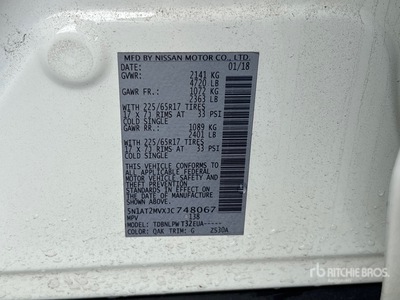 MFD BY NISSAN MOTOR CO., LTD.
DATE: 01/18
GVWR: 2141 KG
4720 LB
GAWR FR.: 1072 KG
2363 LB
WITH 225/65R17 TIRES
17 X 7J RIMS AT 33 PSI
COLD SINGLE
GAWR RR.: 1089 KG
2401 LB
WITH 225/65R17 TIRES
17 X 7J RIMS AT 33 PSI
COLD SINGLE
THIS VEHICLE CONFORMS TO
ALL APPLICABLE FEDERAL
MOTOR VEHICLE SAFETY
STANDARDS IN EFFECT ON THE
DATE OF MANUFACTURE
SHOWN ABOVE.
5N1AT2MVXJC748067
MPV 138
MODEL: TDBNLPW T32EUA-----
COLOR: QAK TRIM: G ZS30A
rb ritchie bros.